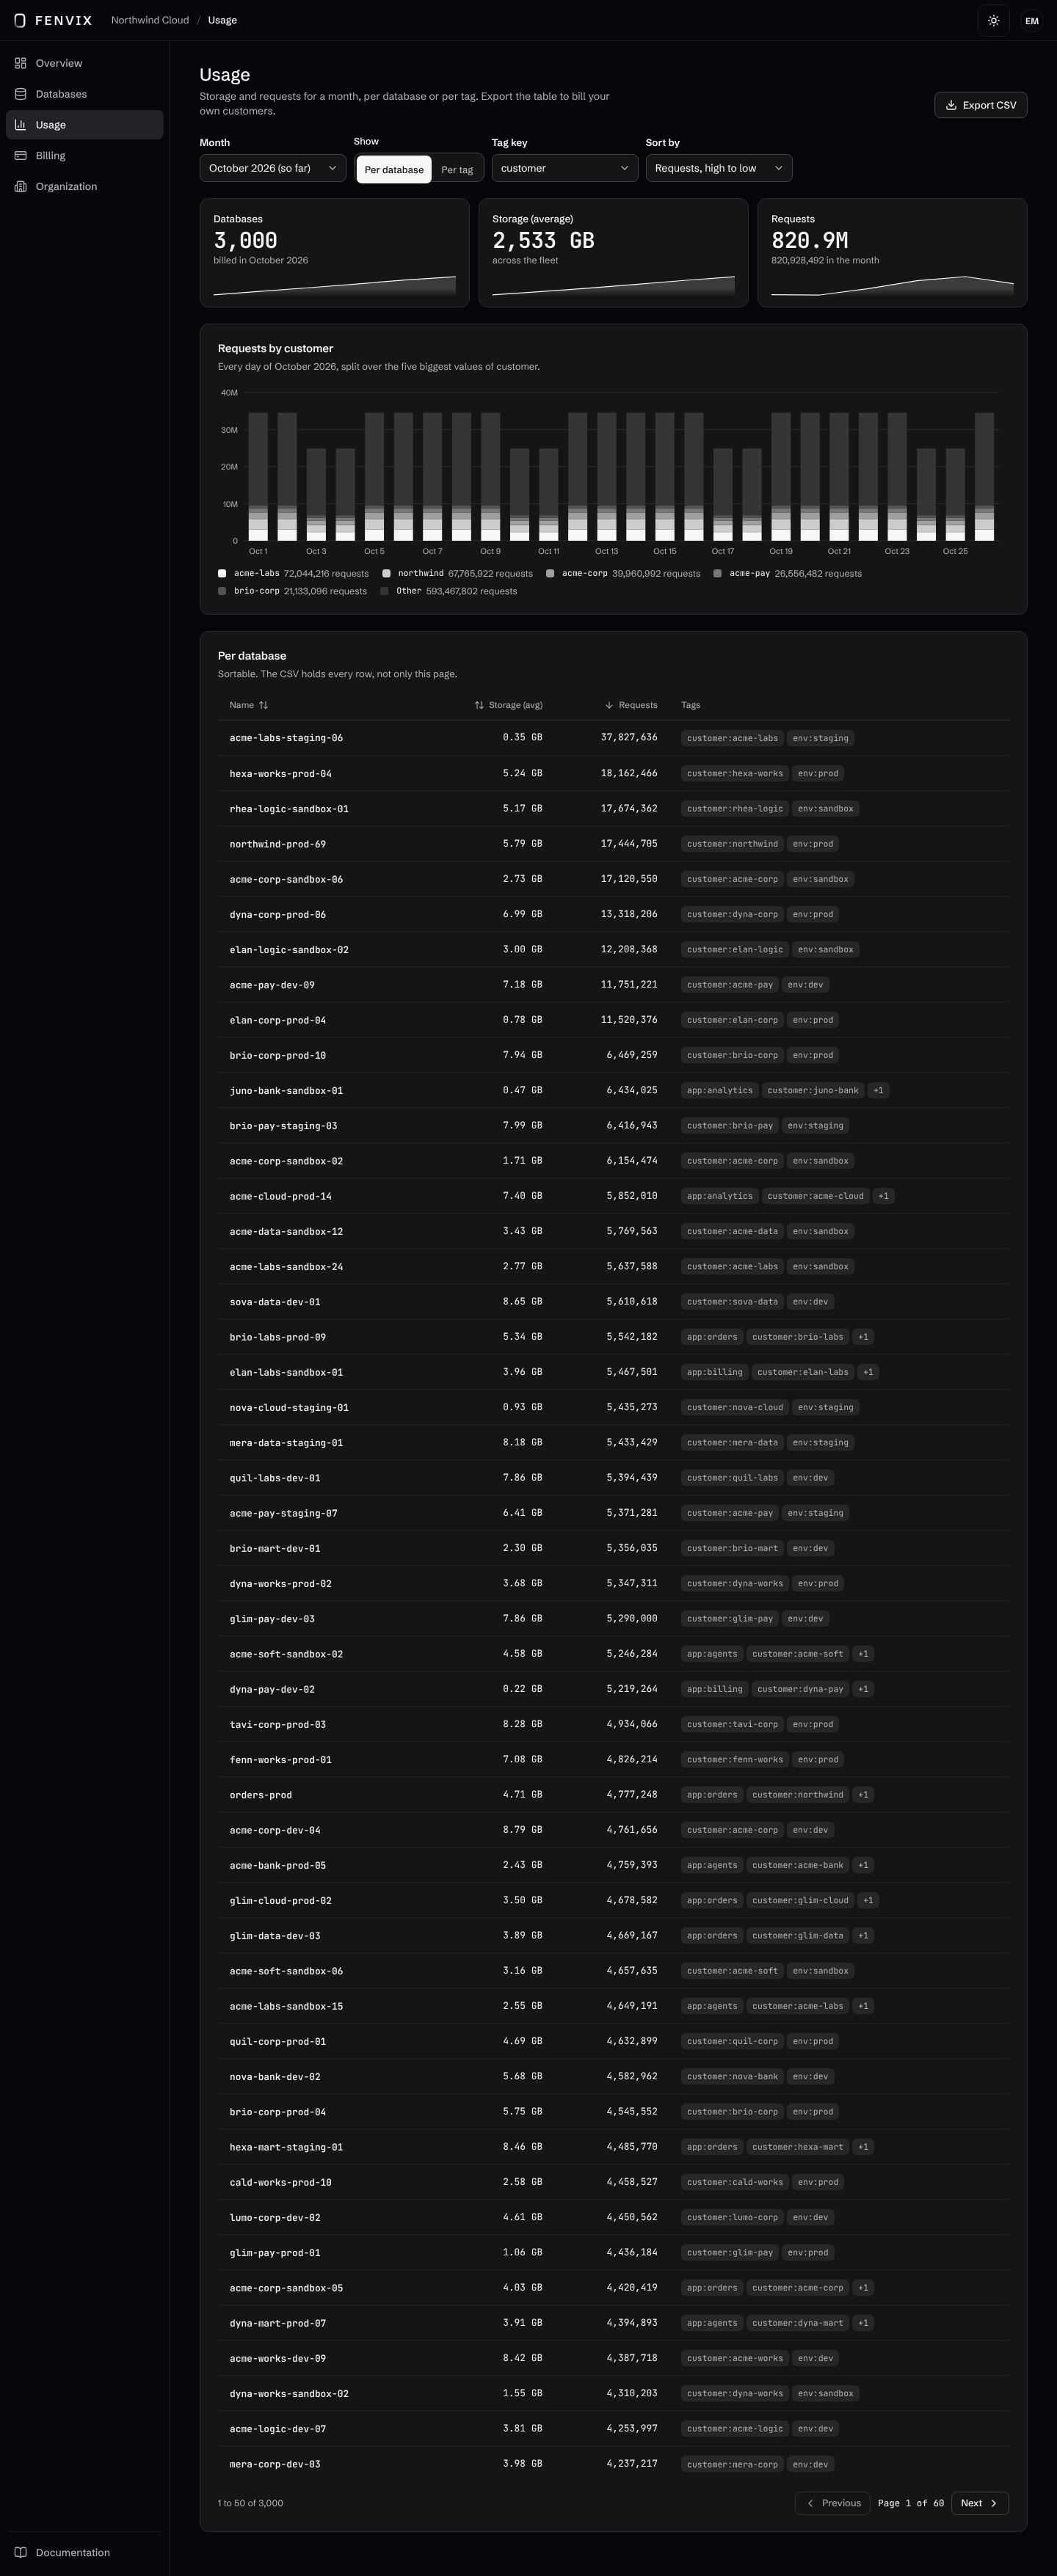 FENVIX Northwind Cloud / Usage EM
Overview
Databases
Usage
Billing
Organization
Documentation
Usage
Storage and requests for a month, per database or per tag. Export the table to bill your
own customers.
Export CSV
Month Show Tag key Sort by
October 2026 (so far) Per database Per tag customer Requests, high to low
Databases
3,000
billed in October 2026
Storage (average)
2,533 GB
across the fleet
Requests
820.9M
820,928,492 in the month
Requests by customer
Every day of October 2026, split over the five biggest values of customer.
40M
30M
20M
10M
0
Oct 1 Oct 3 Oct 5 Oct 7 Oct 9 Oct 11 Oct 13 Oct 15 Oct 17 Oct 19 Oct 21 Oct 23 Oct 25
acme-labs 72,044,216 requests northwind 67,765,922 requests acme-corp 39,960,992 requests acme-pay 26,556,482 requests
brio-corp 21,133,096 requests Other 593,467,802 requests
Per database
Sortable. The CSV holds every row, not only this page.
Name Storage (avg) Requests Tags
acme-labs-staging-06 0.35 GB 37,827,636 customer:acme-labs env:staging
hexa-works-prod-04 5.24 GB 18,162,466 customer:hexa-works env:prod
rhea-logic-sandbox-01 5.17 GB 17,674,362 customer:rhea-logic env:sandbox
northwind-prod-69 5.79 GB 17,444,705 customer:northwind env:prod
acme-corp-sandbox-06 2.73 GB 17,120,550 customer:acme-corp env:sandbox
dyna-corp-prod-06 6.99 GB 13,318,206 customer:dyna-corp env:prod
elan-logic-sandbox-02 3.00 GB 12,208,368 customer:elan-logic env:sandbox
acme-pay-dev-09 7.18 GB 11,751,221 customer:acme-pay env:dev
elan-corp-prod-04 0.78 GB 11,520,376 customer:elan-corp env:prod
brio-corp-prod-10 7.94 GB 6,469,259 customer:brio-corp env:prod
juno-bank-sandbox-01 0.47 GB 6,434,025 app:analytics customer:juno-bank +1
brio-pay-staging-03 7.99 GB 6,416,943 customer:brio-pay env:staging
acme-corp-sandbox-02 1.71 GB 6,154,474 customer:acme-corp env:sandbox
acme-cloud-prod-14 7.40 GB 5,852,010 app:analytics customer:acme-cloud +1
acme-data-sandbox-12 3.43 GB 5,769,563 customer:acme-data env:sandbox
acme-labs-sandbox-24 2.77 GB 5,637,588 customer:acme-labs env:sandbox
sova-data-dev-01 8.65 GB 5,610,618 customer:sova-data env:dev
brio-labs-prod-09 5.34 GB 5,542,182 app:orders customer:brio-labs +1
elan-labs-sandbox-01 3.96 GB 5,467,501 app:billing customer:elan-labs +1
nova-cloud-staging-01 0.93 GB 5,435,273 customer:nova-cloud env:staging
mera-data-staging-01 8.18 GB 5,433,429 customer:mera-data env:staging
quil-labs-dev-01 7.86 GB 5,394,439 customer:quil-labs env:dev
acme-pay-staging-07 6.41 GB 5,371,281 customer:acme-pay env:staging
brio-mart-dev-01 2.30 GB 5,356,035 customer:brio-mart env:dev
dyna-works-prod-02 3.68 GB 5,347,311 customer:dyna-works env:prod
glim-pay-dev-03 7.86 GB 5,290,000 customer:glim-pay env:dev
acme-soft-sandbox-02 4.58 GB 5,246,284 app:agents customer:acme-soft +1
dyna-pay-dev-02 0.22 GB 5,219,264 app:billing customer:dyna-pay +1
tavi-corp-prod-03 8.28 GB 4,934,066 customer:tavi-corp env:prod
fenn-works-prod-01 7.08 GB 4,826,214 customer:fenn-works env:prod
orders-prod 4.71 GB 4,777,248 app:orders customer:northwind +1
acme-corp-dev-04 8.79 GB 4,761,656 customer:acme-corp env:dev
acme-bank-prod-05 2.43 GB 4,759,393 app:agents customer:acme-bank +1
glim-cloud-prod-02 3.50 GB 4,678,582 app:orders customer:glim-cloud +1
glim-data-dev-03 3.89 GB 4,669,167 app:orders customer:glim-data +1
acme-soft-sandbox-06 3.16 GB 4,657,635 customer:acme-soft env:sandbox
acme-labs-sandbox-15 2.55 GB 4,649,191 app:agents customer:acme-labs +1
quil-corp-prod-01 4.69 GB 4,632,899 customer:quil-corp env:prod
nova-bank-dev-02 5.68 GB 4,582,962 customer:nova-bank env:dev
brio-corp-prod-04 5.75 GB 4,545,552 customer:brio-corp env:prod
hexa-mart-staging-01 8.46 GB 4,485,770 app:orders customer:hexa-mart +1
cald-works-prod-10 2.58 GB 4,458,527 customer:cald-works env:prod
lumo-corp-dev-02 4.61 GB 4,450,562 customer:lumo-corp env:dev
glim-pay-prod-01 1.06 GB 4,436,184 customer:glim-pay env:prod
acme-corp-sandbox-05 4.03 GB 4,420,419 app:orders customer:acme-corp +1
dyna-mart-prod-07 3.91 GB 4,394,893 app:agents customer:dyna-mart +1
acme-works-dev-09 8.42 GB 4,387,718 customer:acme-works env:dev
dyna-works-sandbox-02 1.55 GB 4,310,203 customer:dyna-works env:sandbox
acme-logic-dev-07 3.81 GB 4,253,997 customer:acme-logic env:dev
mera-corp-dev-03 3.98 GB 4,237,217 customer:mera-corp env:dev
1 to 50 of 3,000 Previous Page 1 of 60 Next